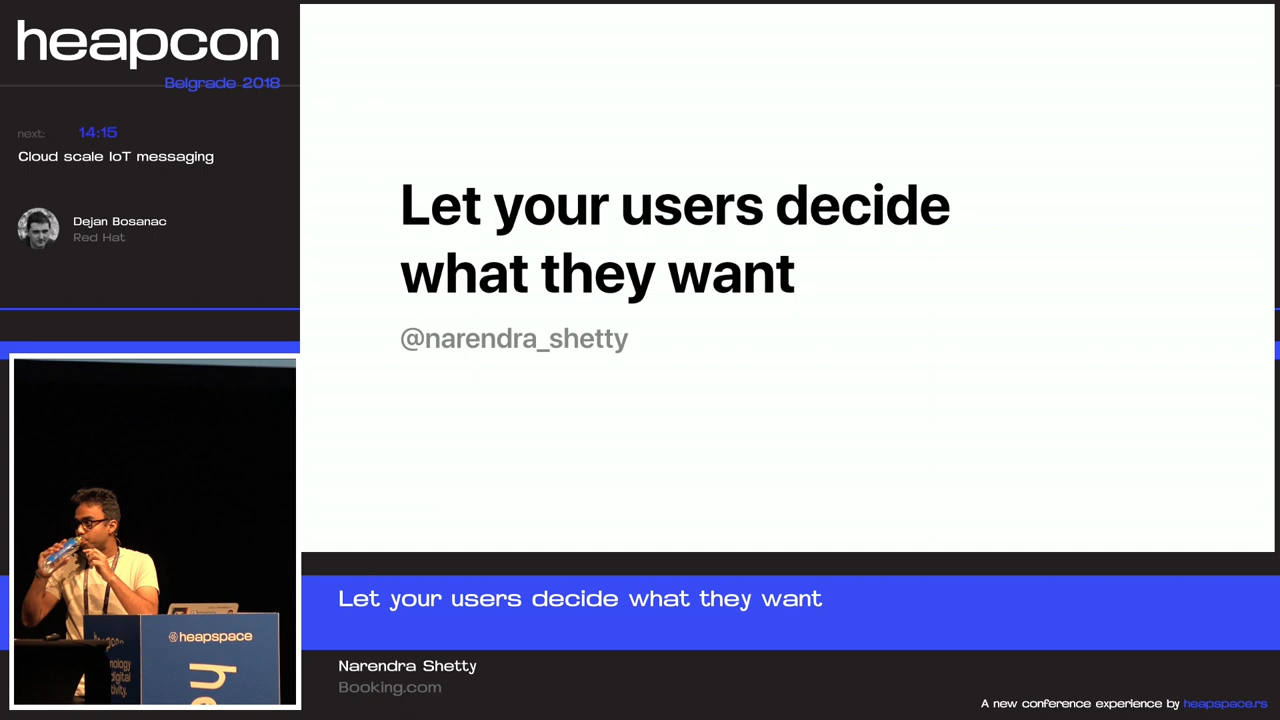 heapcon
Belgrade 2018
next: 14:15
Cloud scale IoT messaging
Dejan Bosanac
Red Hat
Let your users decide
what they want
@narendra_shetty
heapspace
Let your users decide what they want
Narendra Shetty
Booking.com
A new conference experience by heapspace.rs